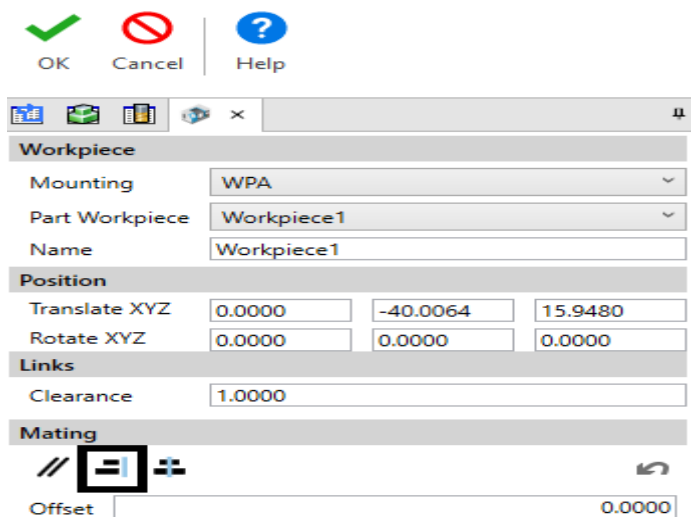 OK Cancel Help
Workpiece
Mounting WPA
Part Workpiece Workpiece1
Name Workpiece1
Position
Translate XYZ 0.0000 -40.0064 15.9480
Rotate XYZ 0.0000 0.0000 0.0000
Links
Clearance 1.0000
Mating
Offset 0.0000